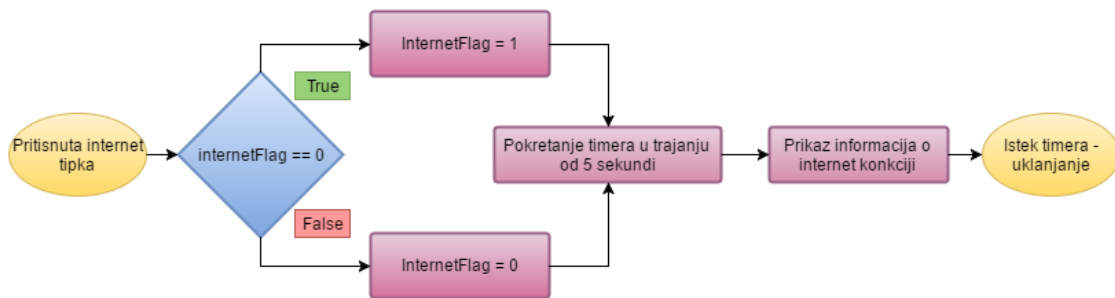 Pritisnuta internet
tipka
internetFlag == 0
True
False
InternetFlag = 1
InternetFlag = 0
Pokretanje timera u trajanju
od 5 sekundi
Prikaz informacija o
internet konkciji
Istek timera -
uklanjanje